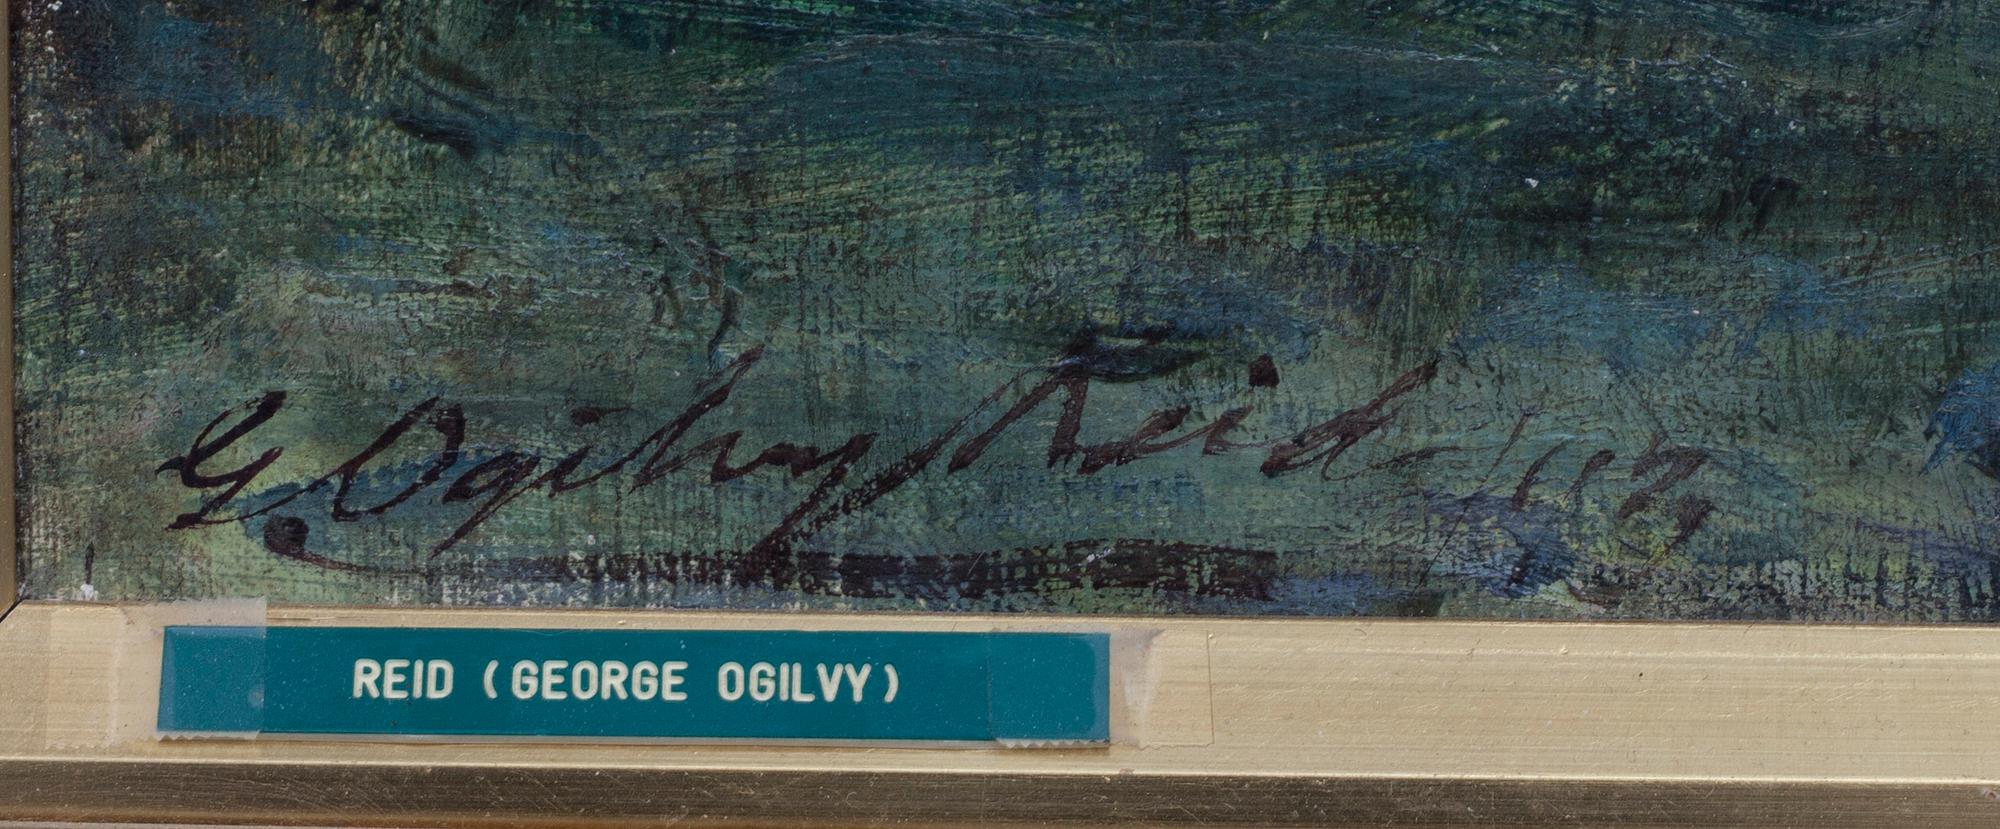 G. Ogilvy Reid
REID (GEORGE OGILVY)